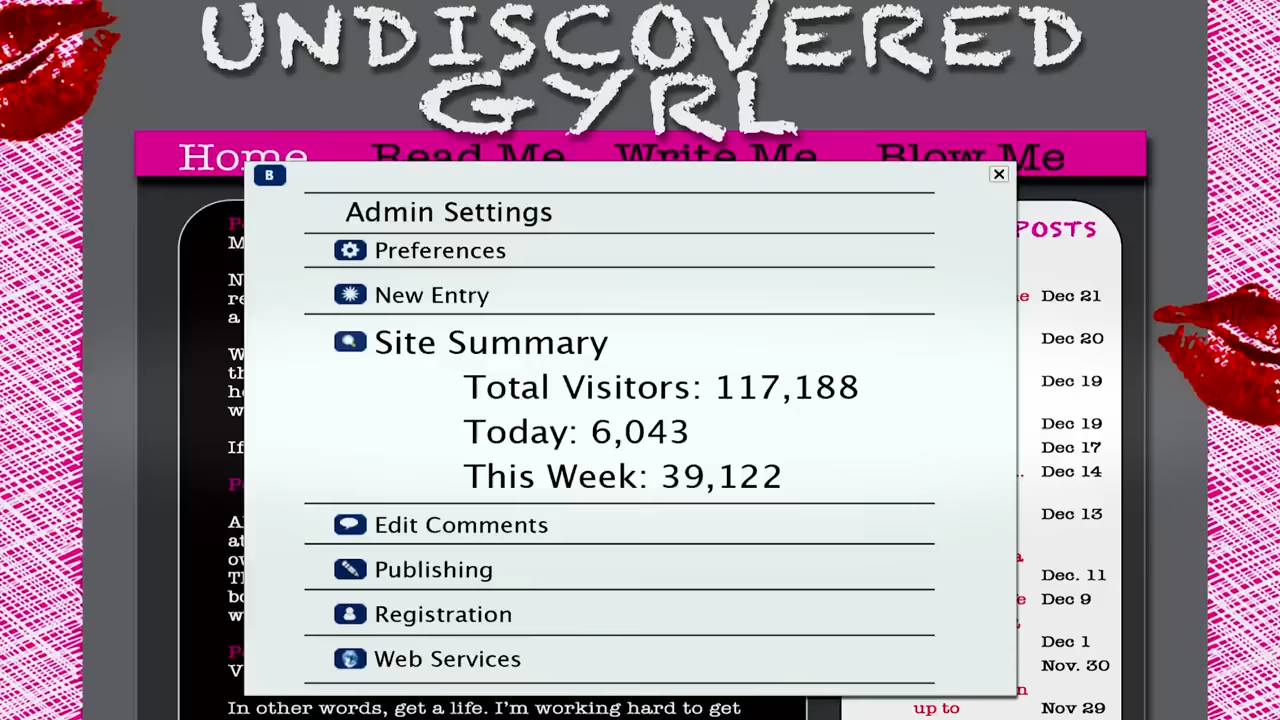 UNDISCOVERED
GYRL
Home Read Me Write Me Blow Me
B
Admin Settings
POSTS
Preferences
New Entry
Dec 21
Site Summary
Dec 20
Total Visitors: 117,188
Dec 19
Today: 6,043
Dec 19
If
Dec 17
This Week: 39,122
Dec 14
Dec 13
Edit Comments
Publishing
Dec. 11
Dec 9
Registration
Dec 1
Web Services
Nov. 30
In other words, get a life. I'm working hard to get
up to Nov 29